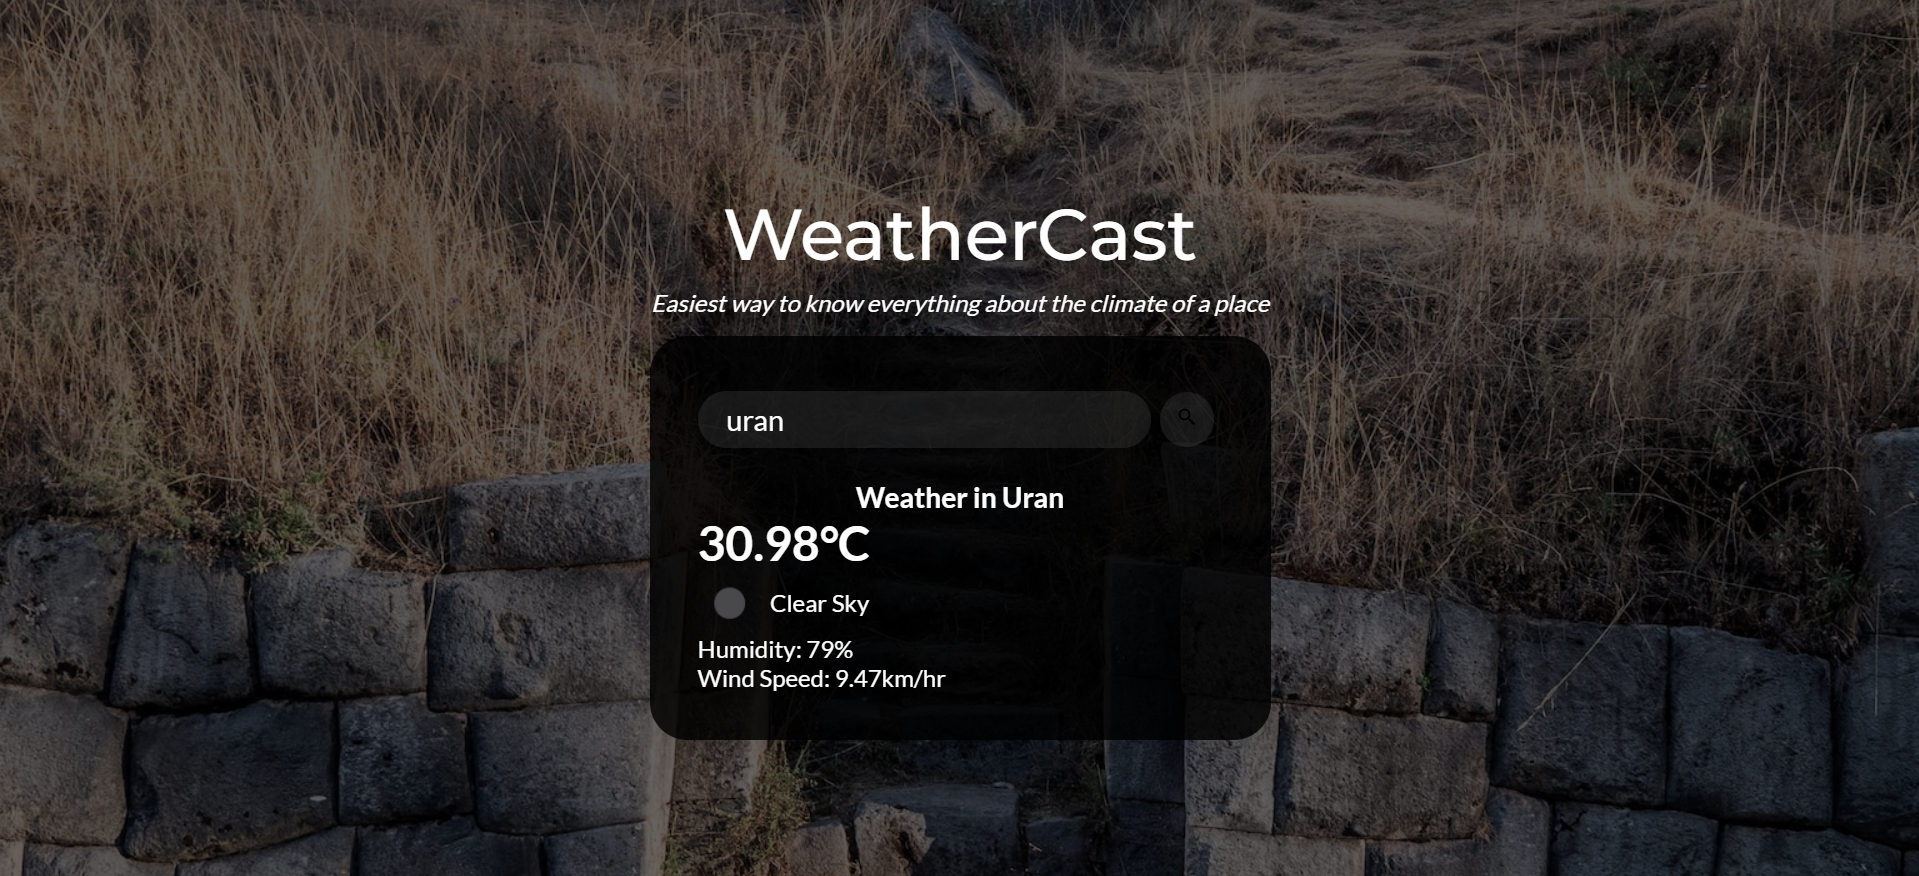 WeatherCast
Easiest way to know everything about the climate of a place
uran
Weather in Uran
30.98°C
Clear Sky
Humidity: 79%
Wind Speed: 9.47km/hr